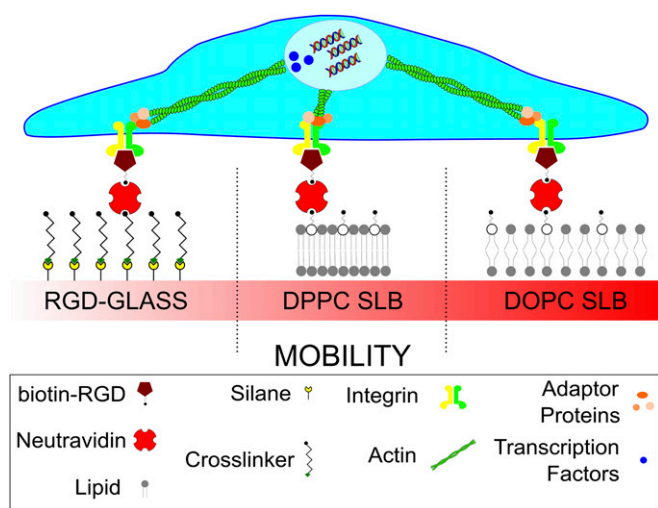 RGD-GLASS DPPC SLB DOPC SLB
MOBILITY
biotin-RGD Silane Integrin Adaptor
Proteins
Neutravidin Crosslinker Actin Transcription
Factors
Lipid